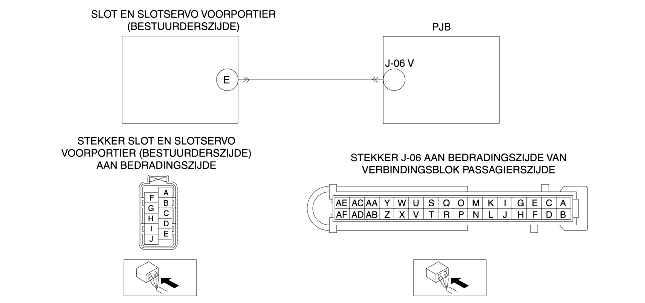 SLOT EN SLOTSERVO VOORPORTIER
(BESTUURDERSZIJDE)
PJB
E
J-06 V
STEKKER SLOT EN SLOTSERVO
VOORPORTIER (BESTUURDERSZIJDE)
AAN BEDRADINGSZIJDE
STEKKER J-06 AAN BEDRADINGSZIJDE VAN
VERBINDINGSBLOK PASSAGIERSZIJDE
A
F
B
G
C
H
D
I
E
J
AE AC AA Y W U S Q O M K I G E C A
AF AD AB Z X V T R P N L J H F D B